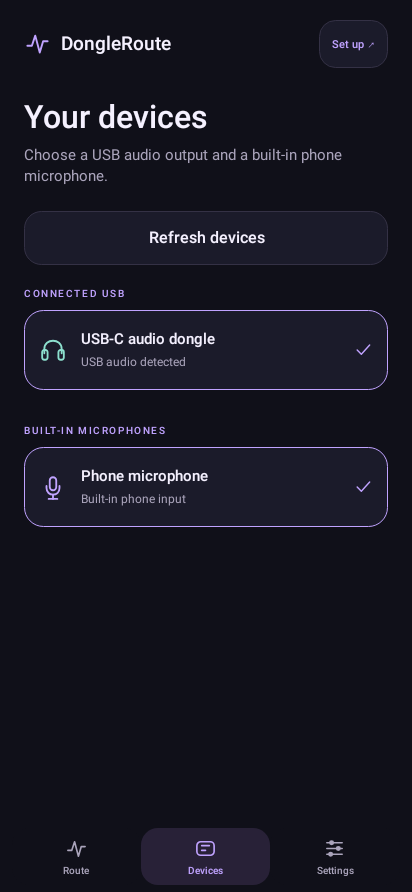 DongleRoute
Set up ↗
Your devices
Choose a USB audio output and a built-in phone
microphone.
Refresh devices
CONNECTED USB
USB-C audio dongle
USB audio detected
BUILT-IN MICROPHONES
Phone microphone
Built-in phone input
Route
Devices
Settings